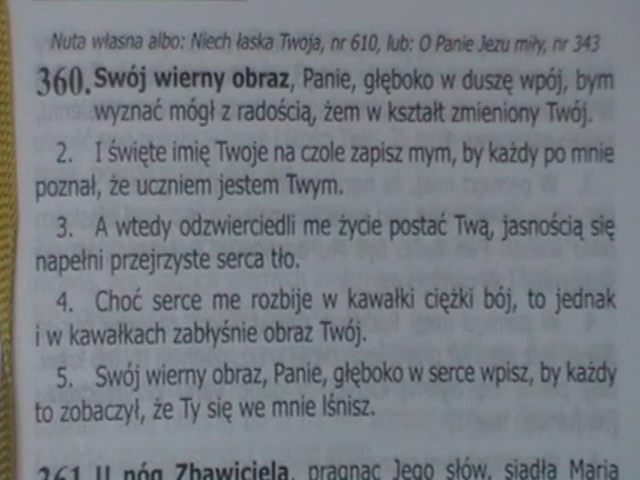 Nuta własna albo: Niech łaska Twoja, nr 610, lub: O Panie Jezu miły, nr 343
360. Swój wierny obraz, Panie, głęboko w duszę wpój, bym
wyznać mógł z radością, żem w kształt zmieniony Twój.
2. I święte imię Twoje na czole zapisz mym, by każdy po mnie
poznał, że uczniem jestem Twym.
3. A wtedy odzwierciedli me życie postać Twą, jasnością się
napełni przejrzyste serca tło.
4. Choć serce me rozbije w kawałki ciężki bój, to jednak
i w kawałkach zabłyśnie obraz Twój.
5. Swój wierny obraz, Panie, głęboko w serce wpisz, by każdy
to zobaczył, że Ty się we mnie lśnisz.
361 U nóg Zbawiciela, pragnąc Jego słów, siadła Maria